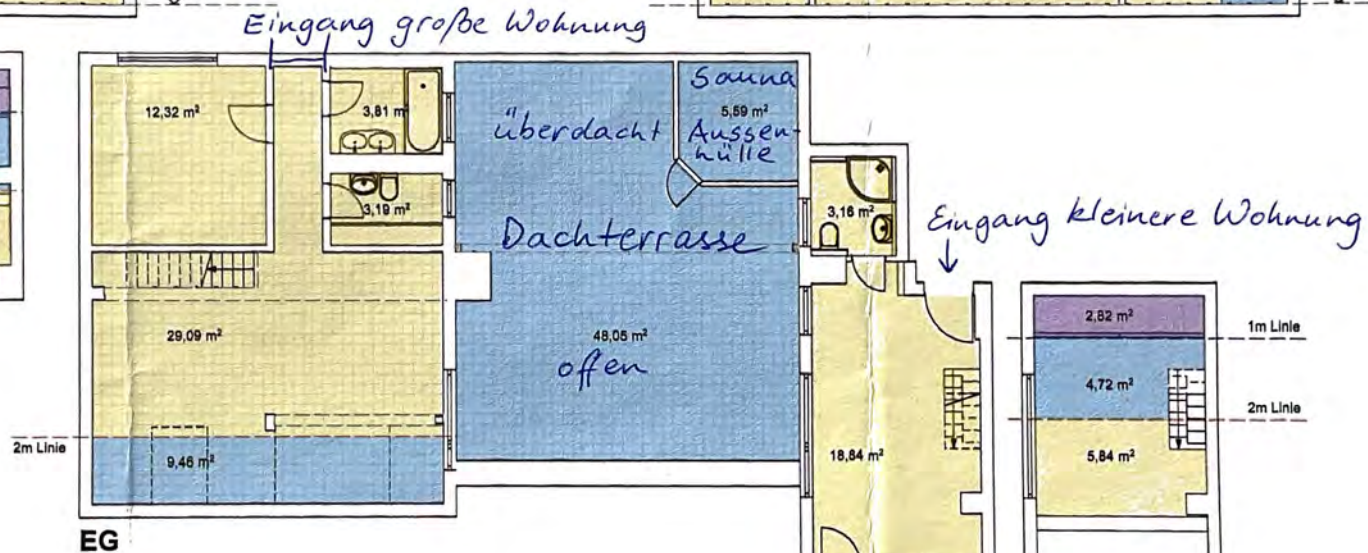 Eingang große Wohnung
12,32 m²
3,81 m²
überdacht
Sauna
5,59 m²
Aussen-
hülle
3,19 m²
3,16 m²
Dachterrasse
Eingang kleinere Wohnung
29,09 m²
48,05 m²
offen
2,82 m²
1m Linie
4,72 m²
2m Linie
5,84 m²
2m Linie
9,46 m²
18,84 m²
EG